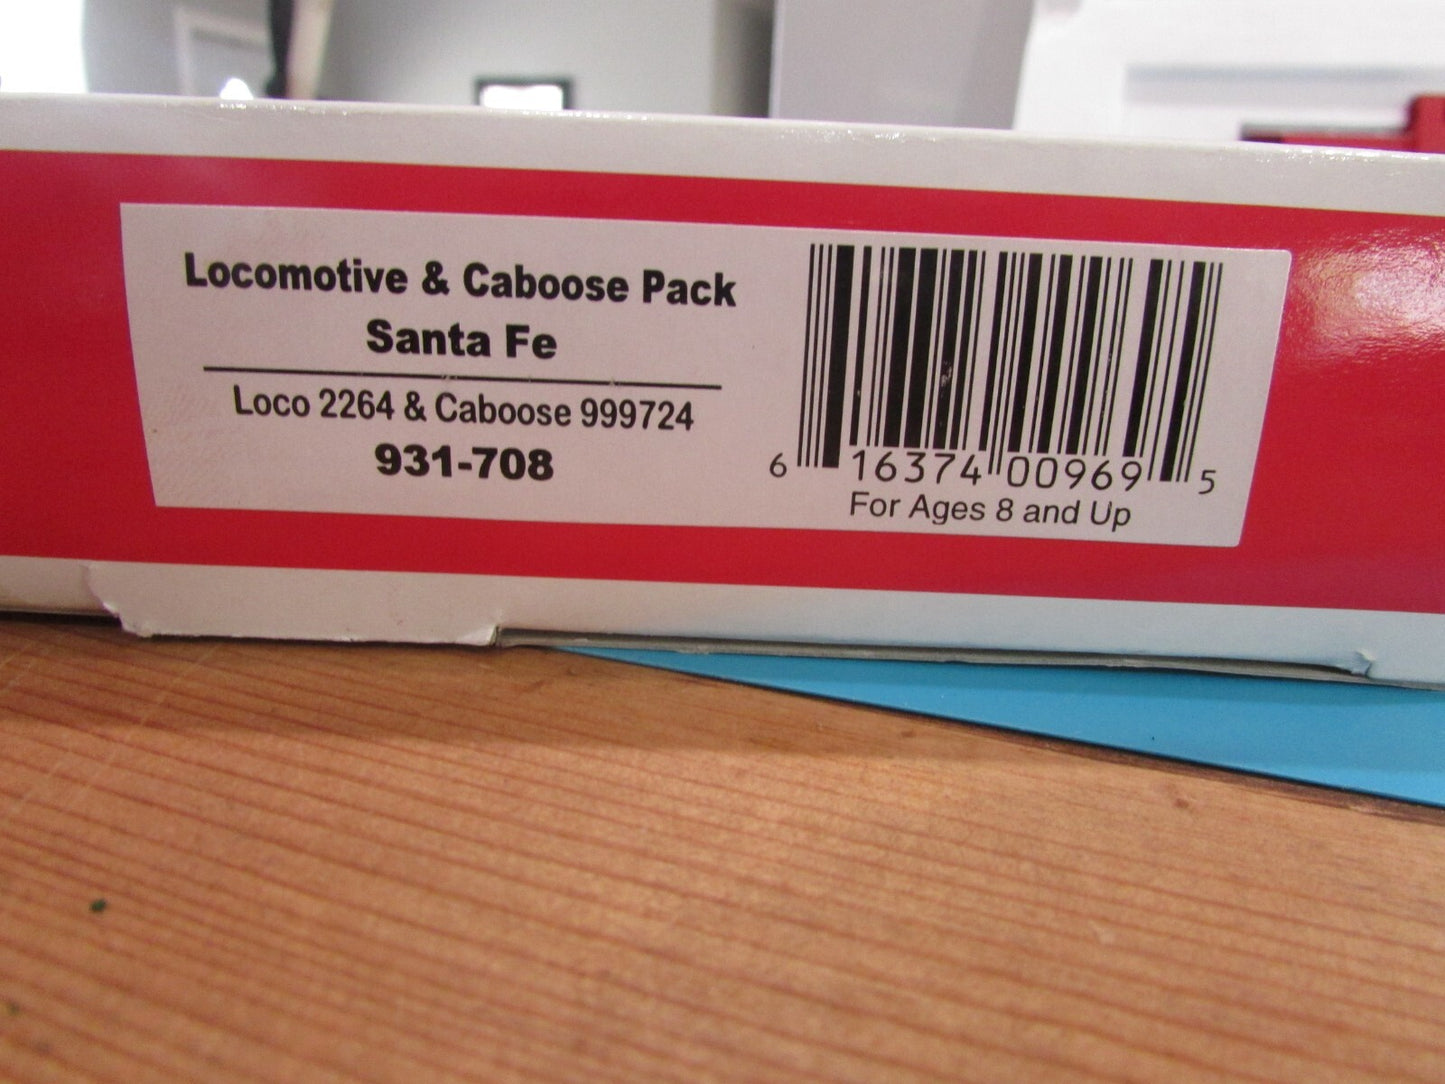 Locomotive & Caboose Pack
Santa Fe
Loco 2264 & Caboose 999724
931-708
6 16374 00969 5
For Ages 8 and Up